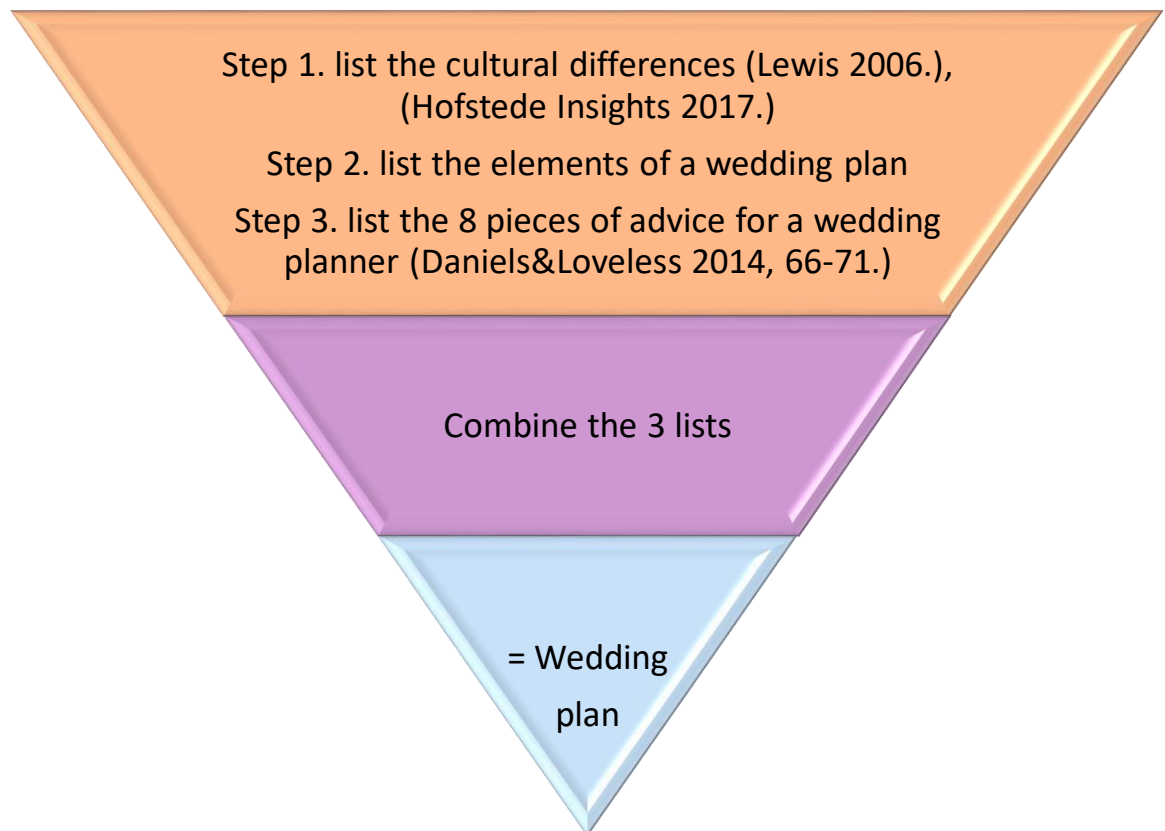 Step 1. list the cultural differences (Lewis 2006.),
(Hofstede Insights 2017.)
Step 2. list the elements of a wedding plan
Step 3. list the 8 pieces of advice for a wedding
planner (Daniels&Loveless 2014, 66-71.)
Combine the 3 lists
= Wedding
plan